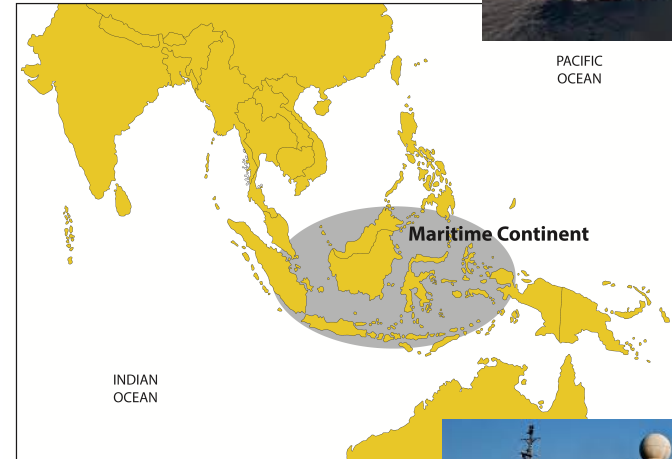 PACIFIC
OCEAN
Maritime Continent
INDIAN
OCEAN